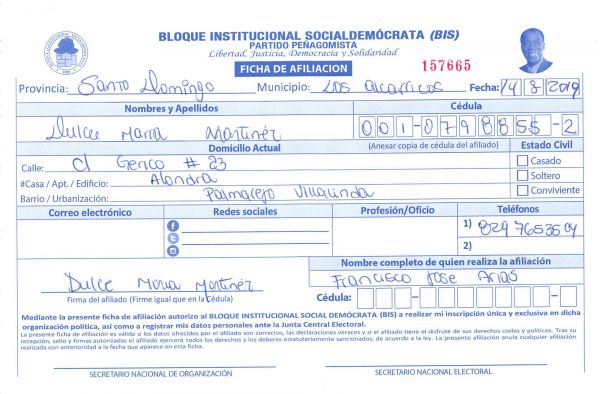 BLOQUE INSTITUCIONAL SOCIALDEMÓCRATA (BIS)
PARTIDO PEÑAGOMISTA
Libertad, Justicia, Democracia y Solidaridad
FICHA DE AFILIACION
157665
Provincia: Santo Domingo Municipio: Los Alcarrizos Fecha: 14/8/2019
Nombres y Apellidos Cédula
Dulce Maria Martinez 001-0798855-2
Domicilio Actual (Anexar copia de cédula del afiliado) Estado Civil
Calle: C/ Genco # 23 Casado
#Casa / Apt. / Edificio: Alondra Soltero
Barrio / Urbanización: Palmarejo Villalinda Conviviente
Correo electrónico Redes sociales Profesión/Oficio Teléfonos
1) 829 7653504
2)
Nombre completo de quien realiza la afiliación
Dulce Maria Martinez Francisco Jose Arias
Firma del afiliado (Firme igual que en la Cédula) Cédula:
Mediante la presente ficha de afiliación autorizo al BLOQUE INSTITUCIONAL SOCIAL DEMÓCRATA (BIS) a realizar mi inscripción única y exclusiva en dicha
organización política, así como a registrar mis datos personales ante la Junta Central Electoral.
La presente ficha de afiliación es válida si los datos ofrecidos por el afiliado son correctos, las declaraciones veraces y si el afiliado tiene el disfrute de sus derechos civiles y políticos. Tras su
recepción, sello y firmas autorizadas el afiliado ejercerá todos los derechos y los deberes estatutariamente sancionados, de acuerdo a la ley. La presente afiliación anula cualquier afiliación
realizada con anterioridad a la fecha que aparece en esta ficha.
SECRETARIO NACIONAL DE ORGANIZACIÓN SECRETARIO NACIONAL ELECTORAL